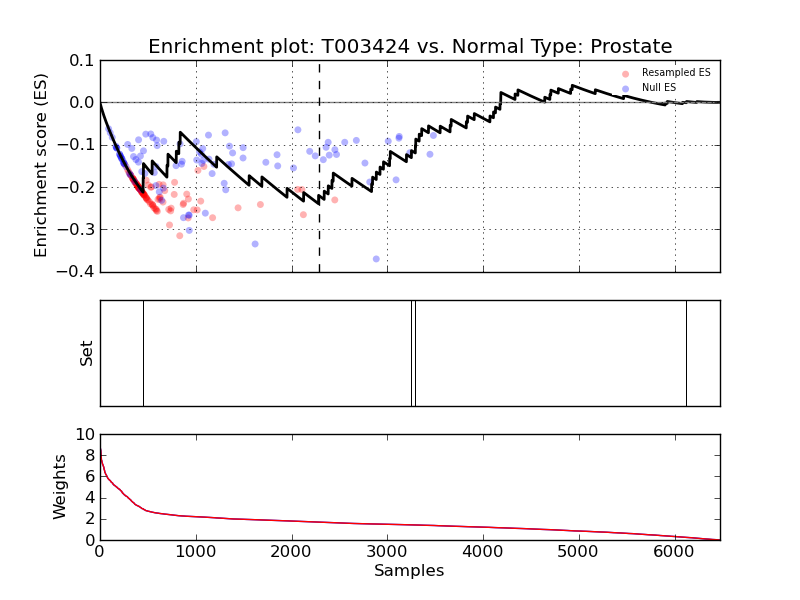 Enrichment plot: T003424 vs. Normal Type: Prostate
Enrichment score (ES)
0.1
0.0
−0.1
−0.2
−0.3
−0.4
Resampled ES
Null ES
Set
Weights
10
8
6
4
2
0
0 1000 2000 3000 4000 5000 6000
Samples